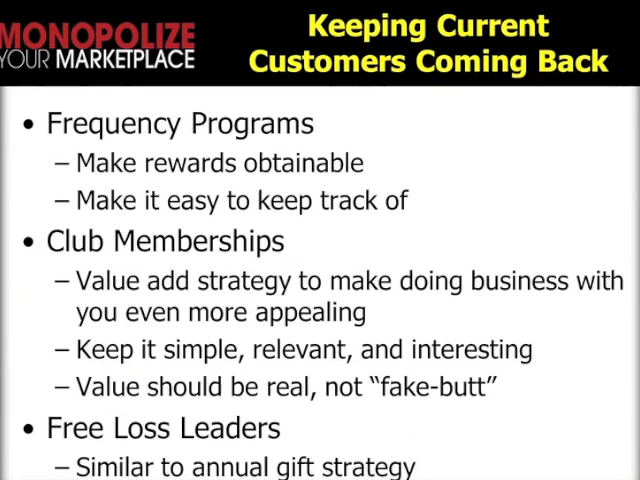 MONOPOLIZE
YOUR MARKETPLACE
Keeping Current
Customers Coming Back
• Frequency Programs
– Make rewards obtainable
– Make it easy to keep track of
• Club Memberships
– Value add strategy to make doing business with
you even more appealing
– Keep it simple, relevant, and interesting
– Value should be real, not “fake-butt”
• Free Loss Leaders
– Similar to annual gift strategy